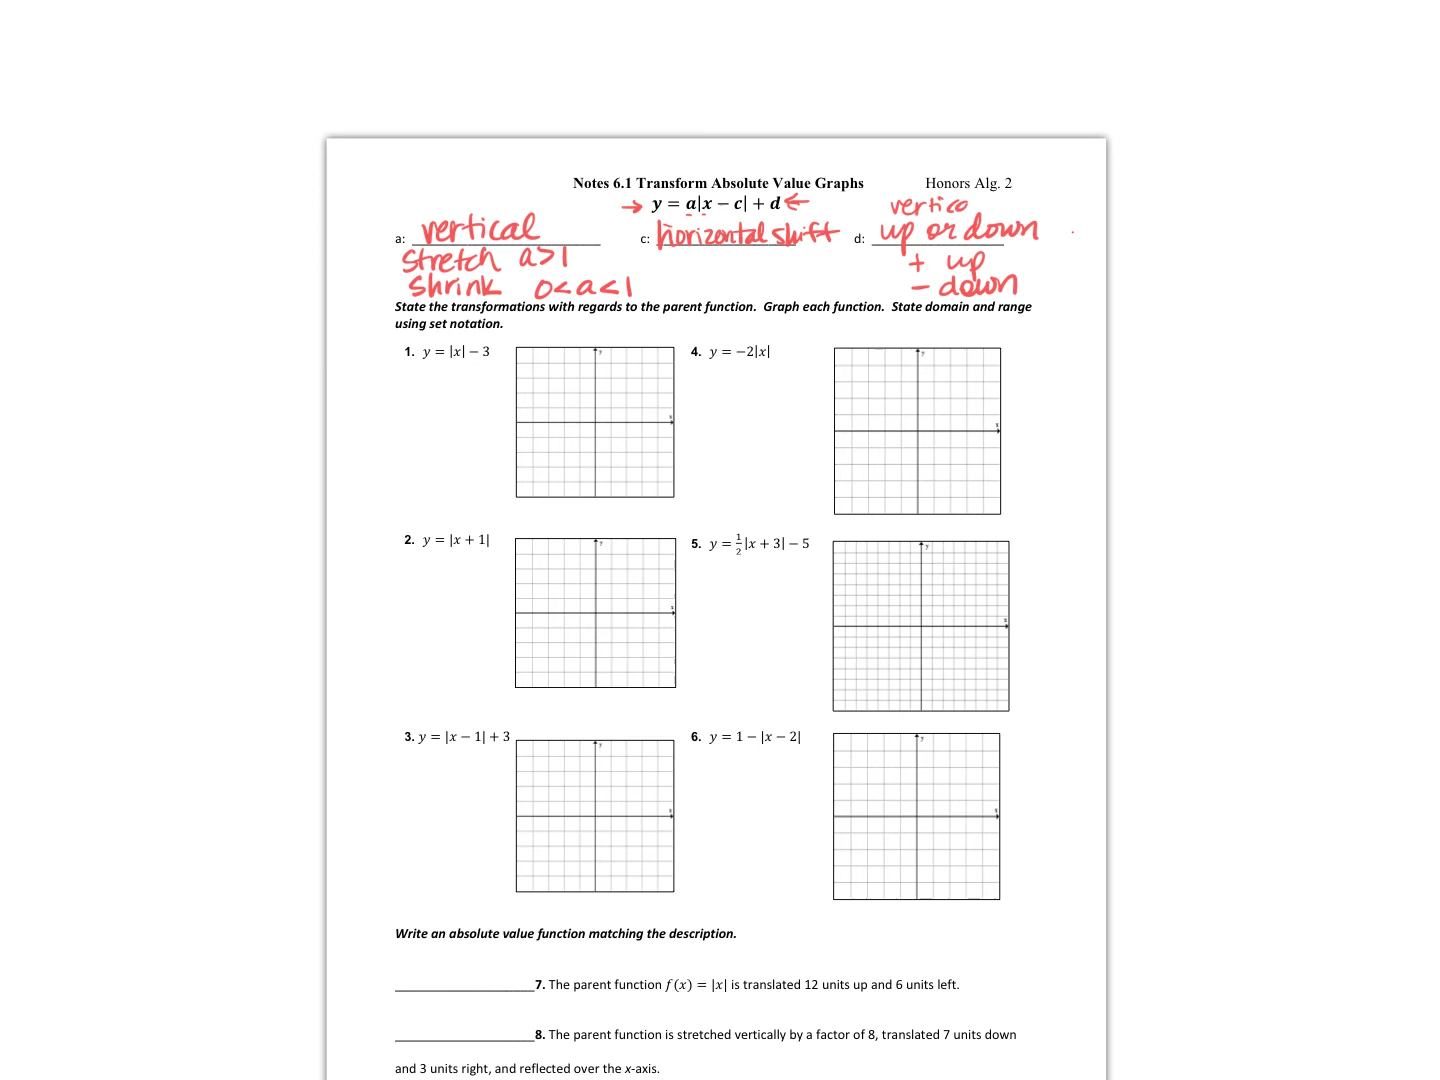 Notes 6.1 Transform Absolute Value Graphs Honors Alg. 2
→ y = a|x − c| + d ← vertica
a: vertical c: horizontal shift d: up or down
stretch a>1 + up
shrink 0<a<1 − down
State the transformations with regards to the parent function. Graph each function. State domain and range
using set notation.
1. y = |x| − 3 4. y = −2|x|
y y
x x
2. y = |x + 1| 5. y = 1/2|x + 3| − 5
y y
x x
3. y = |x − 1| + 3 6. y = 1 − |x − 2|
y y
x x
Write an absolute value function matching the description.
____________________7. The parent function f(x) = |x| is translated 12 units up and 6 units left.
____________________8. The parent function is stretched vertically by a factor of 8, translated 7 units down
and 3 units right, and reflected over the x-axis.